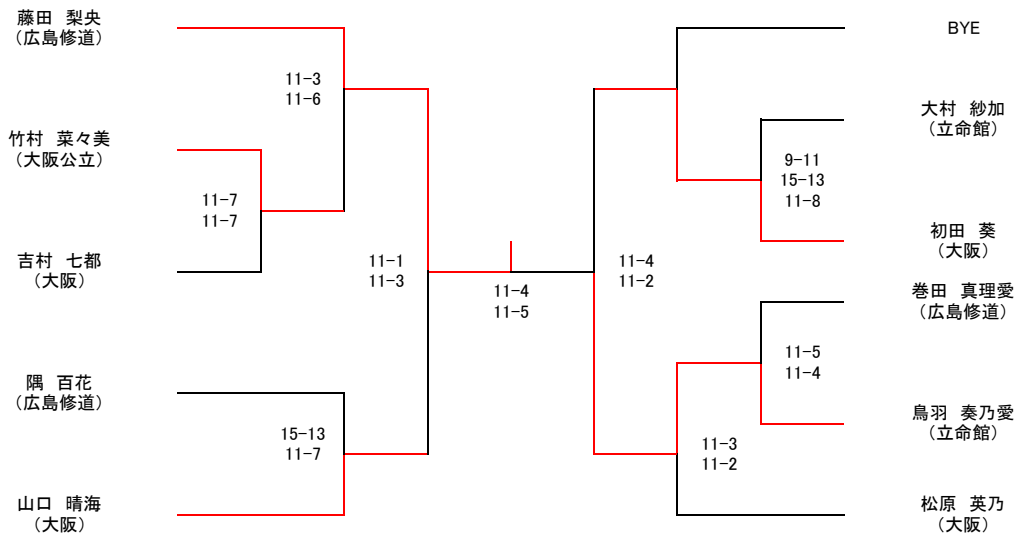 藤田　梨央
（広島修道）
11-3
11-6
竹村　菜々美
（大阪公立）
11-7
11-7
吉村　七都
（大阪）
11-1
11-3
隅　百花
（広島修道）
15-13
11-7
山口　晴海
（大阪）
11-4
11-5
BYE
大村　紗加
（立命館）
9-11
15-13
11-8
初田　葵
（大阪）
11-4
11-2
巻田　真理愛
（広島修道）
11-5
11-4
鳥羽　奏乃愛
（立命館）
11-3
11-2
松原　英乃
（大阪）